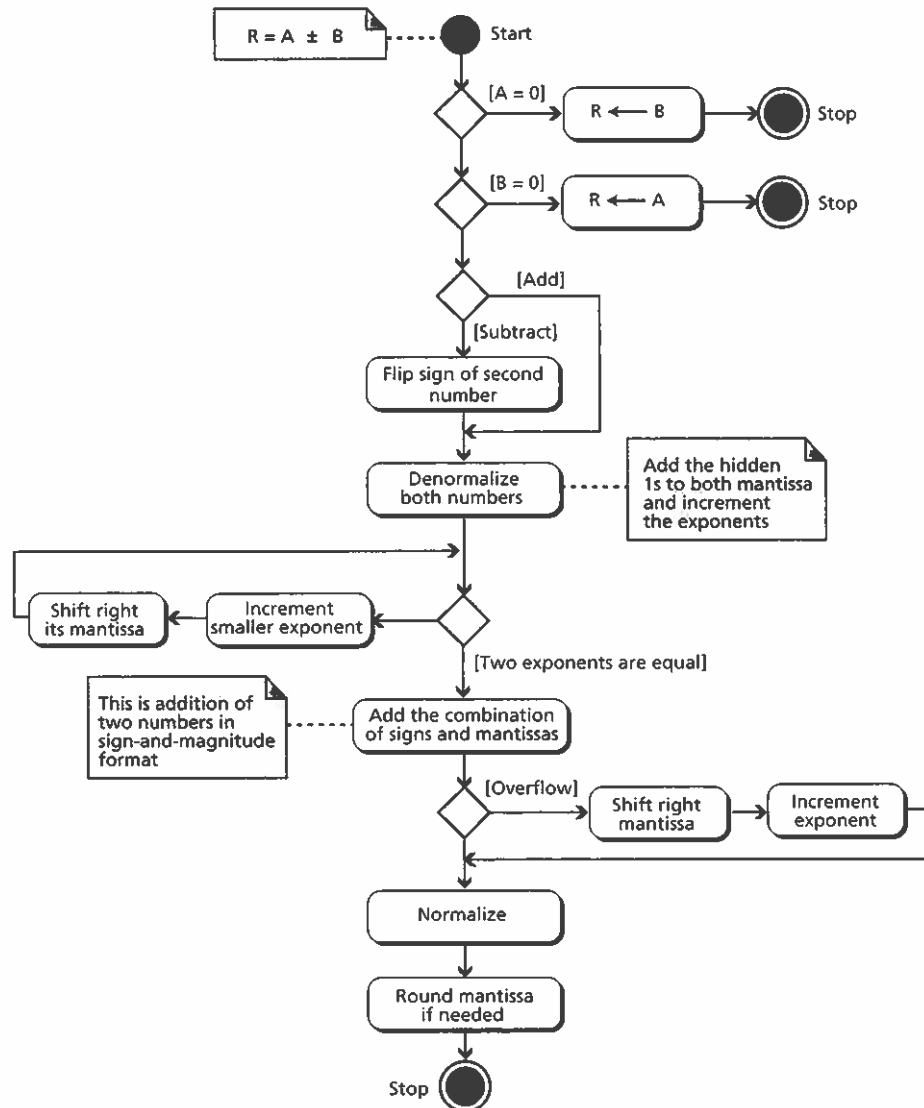 R = A ± B
Start
[A = 0]
R ← B
Stop
[B = 0]
R ← A
Stop
[Add]
[Subtract]
Flip sign of second
number
Denormalize
both numbers
Add the hidden
1s to both mantissa
and increment
the exponents
Shift right
its mantissa
Increment
smaller exponent
[Two exponents are equal]
This is addition of
two numbers in
sign-and-magnitude
format
Add the combination
of signs and mantissas
[Overflow]
Shift right
mantissa
Increment
exponent
Normalize
Round mantissa
if needed
Stop